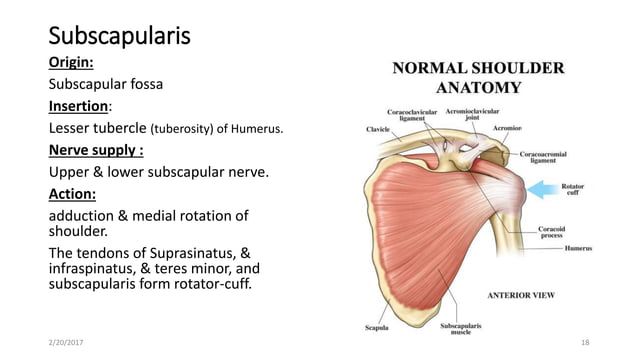 Subscapularis
Origin:
Subscapular fossa
Insertion:
Lesser tubercle (tuberosity) of Humerus.
Nerve supply :
Upper & lower subscapular nerve.
Action:
adduction & medial rotation of
shoulder.
The tendons of Suprasinatus, &
infraspinatus, & teres minor, and
subscapularis form rotator-cuff.
NORMAL SHOULDER
ANATOMY
Coracoclavicular
ligament
Acromioclavicular
joint
Clavicle
Acromion
Coracoacromial
ligament
Rotator
cuff
Coracoid
process
Humerus
ANTERIOR VIEW
Scapula
Subscapularis
muscle
2/20/2017
18